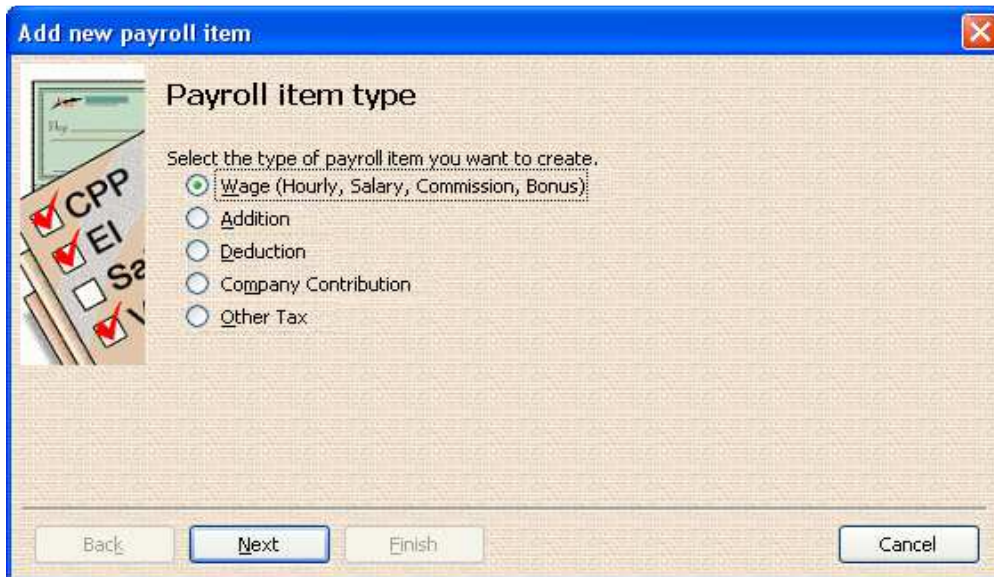 Add new payroll item
Payroll item type
Select the type of payroll item you want to create.
Wage (Hourly, Salary, Commission, Bonus)
Addition
Deduction
Company Contribution
Other Tax
CPP
EI
Back
Next
Finish
Cancel